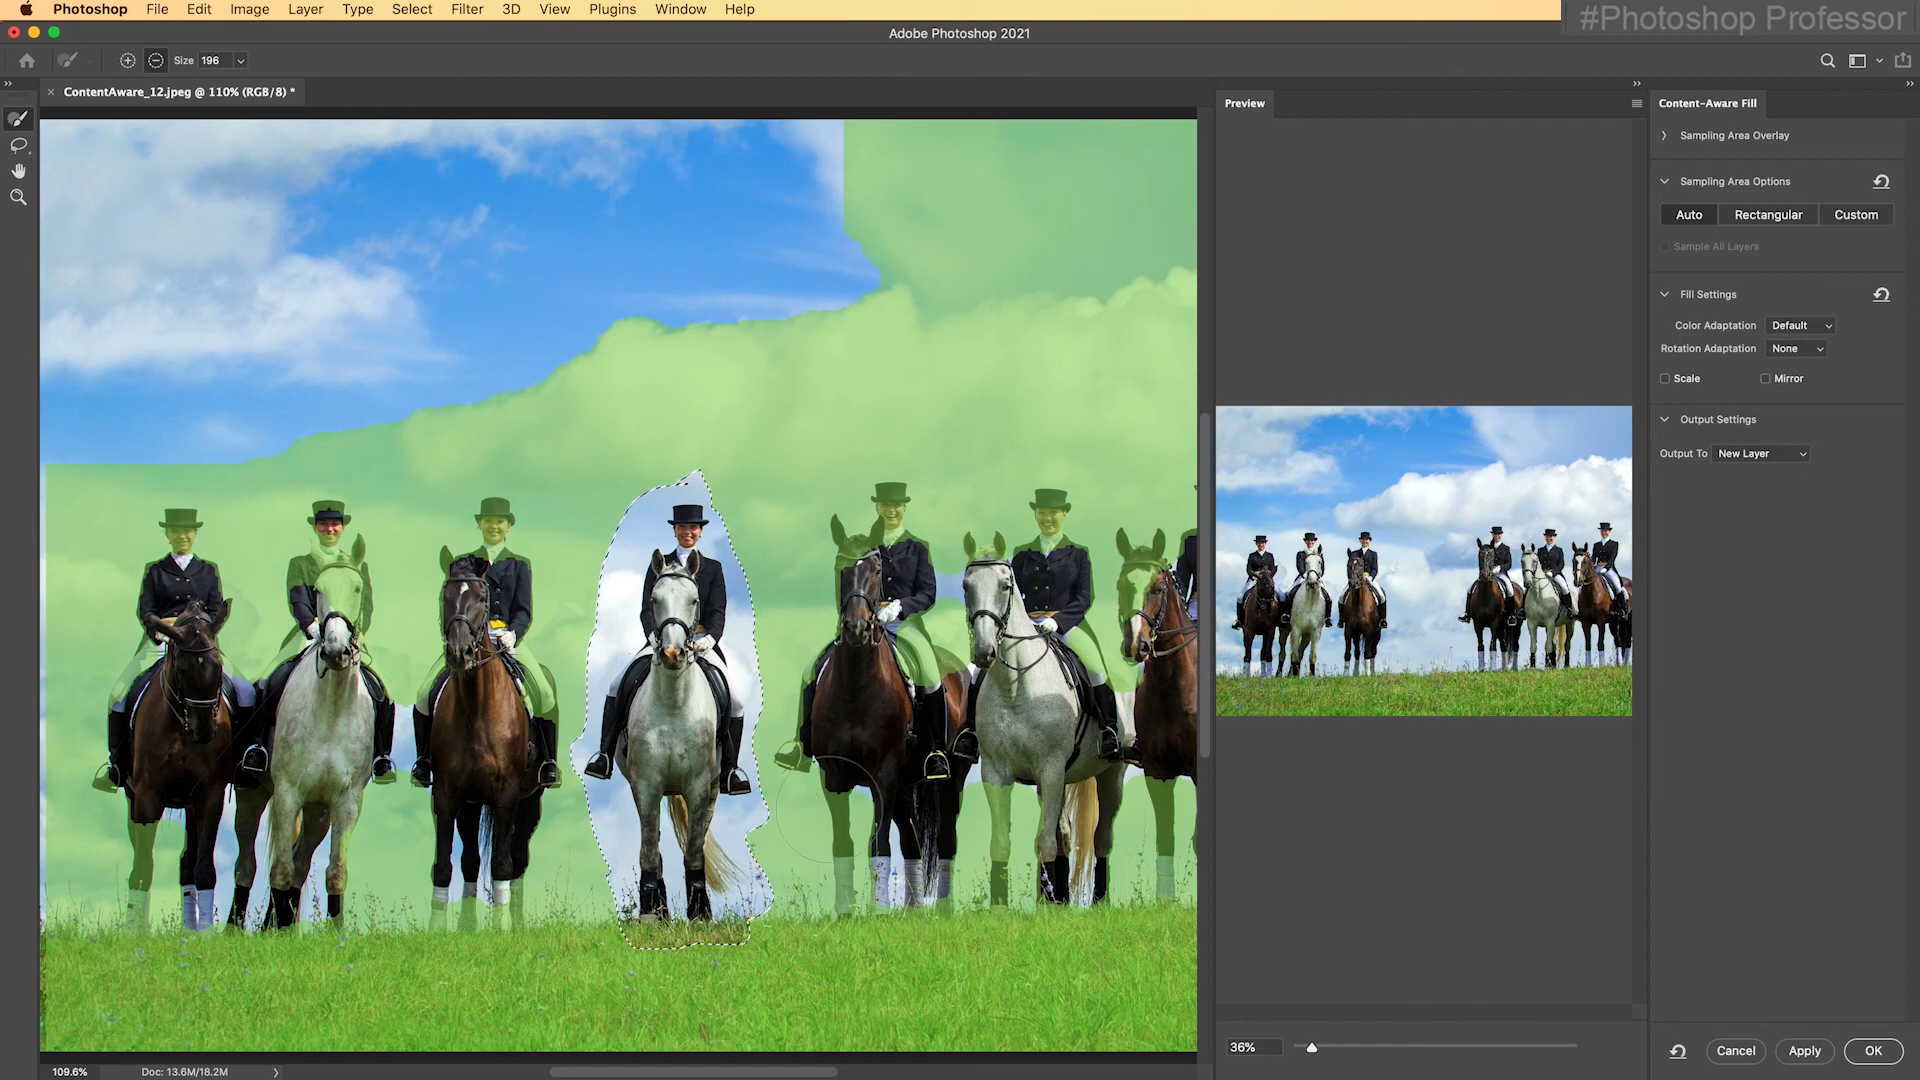 Photoshop File Edit Image Layer Type Select Filter 3D View Plugins Window Help
#Photoshop Professor
Adobe Photoshop 2021
Size 196
ContentAware_12.jpeg @ 110% (RGB/8) *
Preview
Content-Aware Fill
Sampling Area Overlay
Sampling Area Options
Auto Rectangular Custom
Sample All Layers
Fill Settings
Color Adaptation Default
Rotation Adaptation None
Scale Mirror
Output Settings
Output To New Layer
36%
Cancel Apply OK
109.6% Doc: 13.6M/18.2M